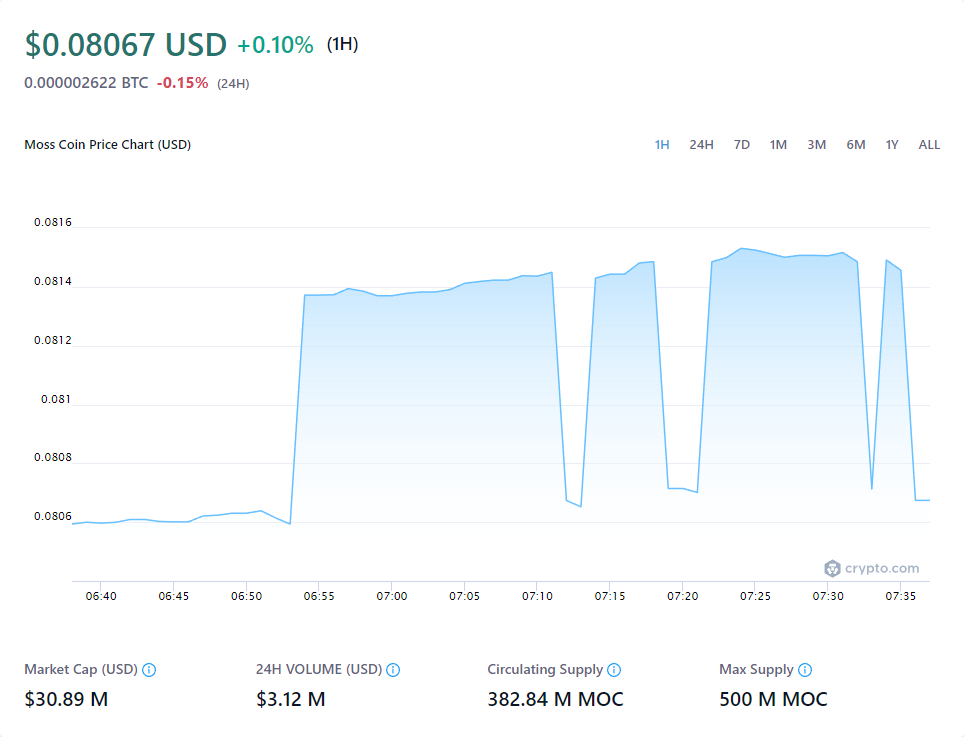 $0.08067 USD +0.10% (1H)
0.000002622 BTC -0.15% (24H)
Moss Coin Price Chart (USD) 1H 24H 7D 1M 3M 6M 1Y ALL
0.0816
0.0814
0.0812
0.081
0.0808
0.0806
crypto.com
06:40 06:45 06:50 06:55 07:00 07:05 07:10 07:15 07:20 07:25 07:30 07:35
Market Cap (USD) 24H VOLUME (USD) Circulating Supply Max Supply
$30.89 M $3.12 M 382.84 M MOC 500 M MOC